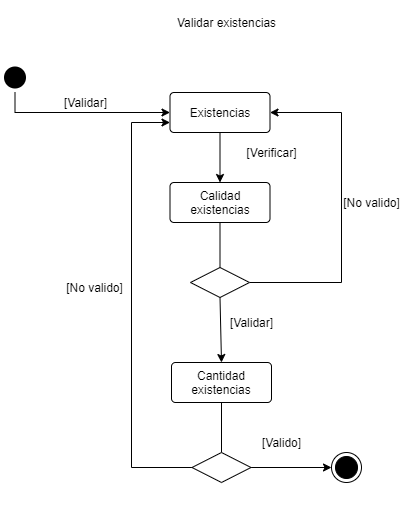 Validar existencias
[Validar]
Existencias
[Verificar]
Calidad
existencias
[No valido]
[No valido]
[Validar]
Cantidad
existencias
[Valido]